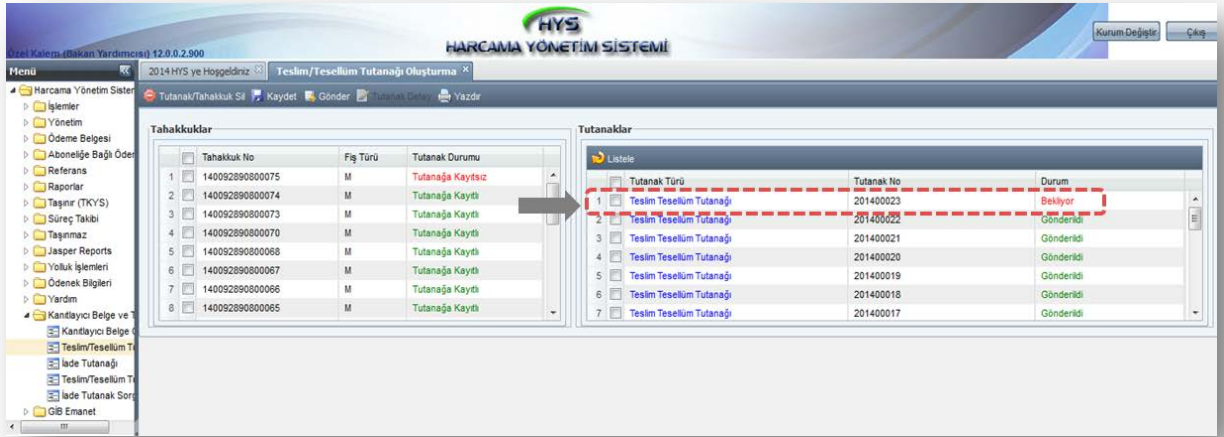 HYS
HARCAMA YÖNETİM SİSTEMİ
Özel Kalem (Bakan Yardımcısı) 12.0.0.2.900
Kurum Değiştir Çıkış
Menü
2014 HYS ye Hoşgeldiniz Teslim/Tesellüm Tutanağı Oluşturma
Harcama Yönetim Sister
Tutanak/Tahakkuk Sil Kaydet Gönder Tutanak Detay Yazdır
İşlemler
Yönetim
Ödeme Belgesi
Aboneliğe Bağlı Öder
Referans
Raporlar
Taşınır (TKYS)
Süreç Takibi
Taşınmaz
Jasper Reports
Yolluk İşlemleri
Ödenek Bilgileri
Yardım
Kanıtlayıcı Belge ve T
Kanıtlayıcı Belge
Teslim/Tesellüm T
İade Tutanağı
Teslim/Tesellüm T
İade Tutanak Sorg
GİB Emanet
Tahakkuklar
Tahakkuk No Fiş Türü Tutanak Durumu
1 140092890800075 M Tutanağa Kayıtsız
2 140092890800074 M Tutanağa Kayıtlı
3 140092890800073 M Tutanağa Kayıtlı
4 140092890800070 M Tutanağa Kayıtlı
5 140092890800068 M Tutanağa Kayıtlı
6 140092890800067 M Tutanağa Kayıtlı
7 140092890800066 M Tutanağa Kayıtlı
8 140092890800065 M Tutanağa Kayıtlı
Tutanaklar
Listele
Tutanak Türü Tutanak No Durum
1 Teslim Tesellüm Tutanağı 201400023 Bekliyor
2 Teslim Tesellüm Tutanağı 201400022 Gönderildi
3 Teslim Tesellüm Tutanağı 201400021 Gönderildi
4 Teslim Tesellüm Tutanağı 201400020 Gönderildi
5 Teslim Tesellüm Tutanağı 201400019 Gönderildi
6 Teslim Tesellüm Tutanağı 201400018 Gönderildi
7 Teslim Tesellüm Tutanağı 201400017 Gönderildi